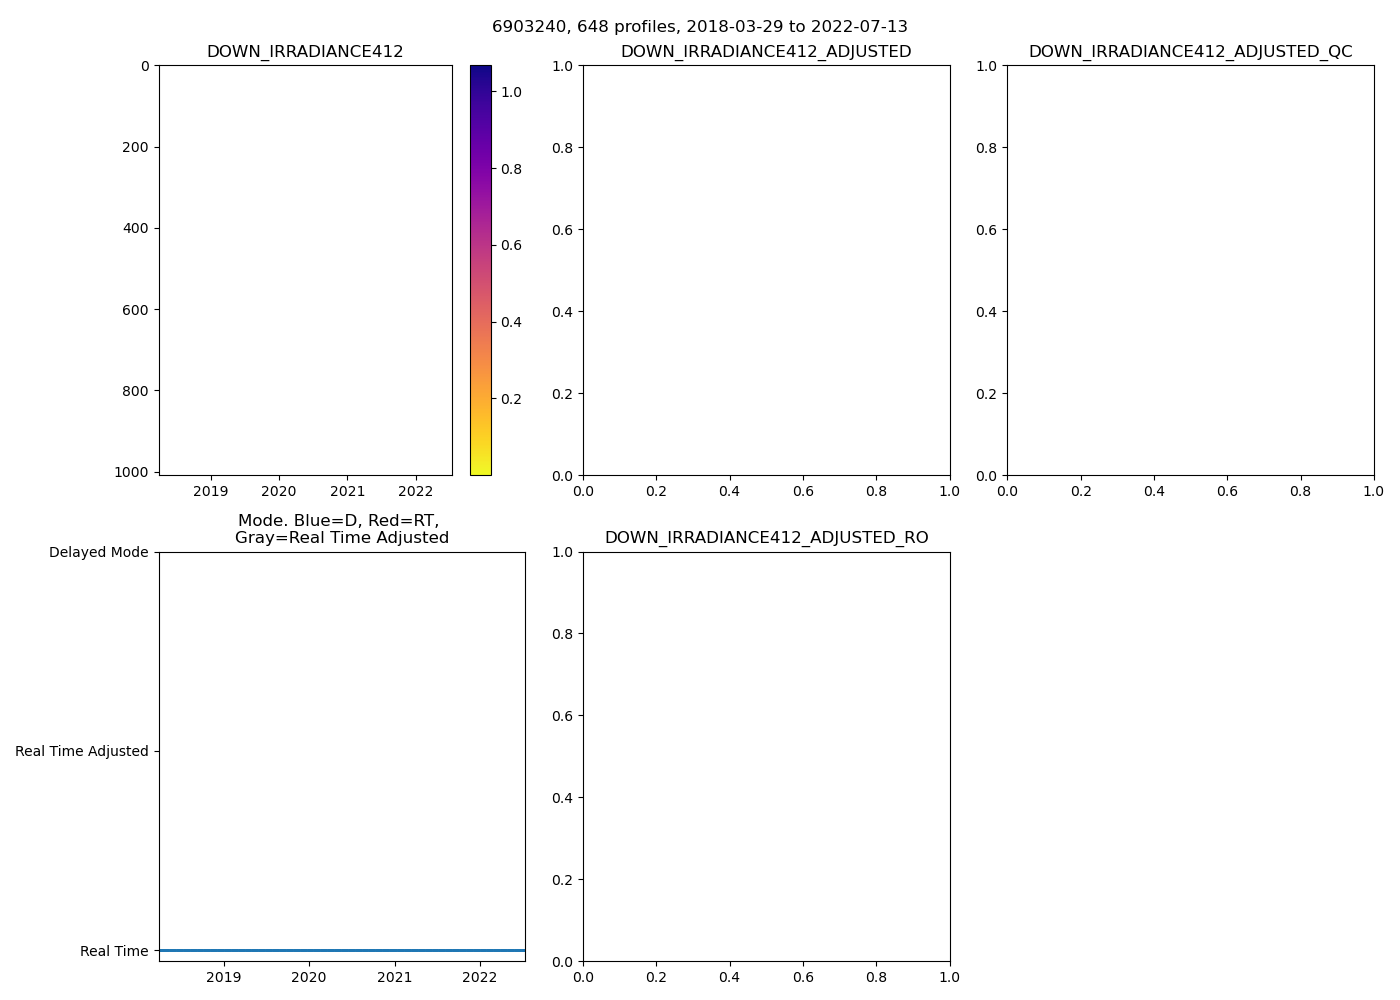 6903240, 648 profiles, 2018-03-29 to 2022-07-13
DOWN_IRRADIANCE412
0
200
400
600
800
1000
2019 2020 2021 2022
1.0
0.8
0.6
0.4
0.2
DOWN_IRRADIANCE412_ADJUSTED
1.0
0.8
0.6
0.4
0.2
0.0
0.0 0.2 0.4 0.6 0.8 1.0
DOWN_IRRADIANCE412_ADJUSTED_QC
1.0
0.8
0.6
0.4
0.2
0.0
0.0 0.2 0.4 0.6 0.8 1.0
Mode. Blue=D, Red=RT,
Gray=Real Time Adjusted
Delayed Mode
Real Time Adjusted
Real Time
2019 2020 2021 2022
DOWN_IRRADIANCE412_ADJUSTED_RO
1.0
0.8
0.6
0.4
0.2
0.0
0.0 0.2 0.4 0.6 0.8 1.0